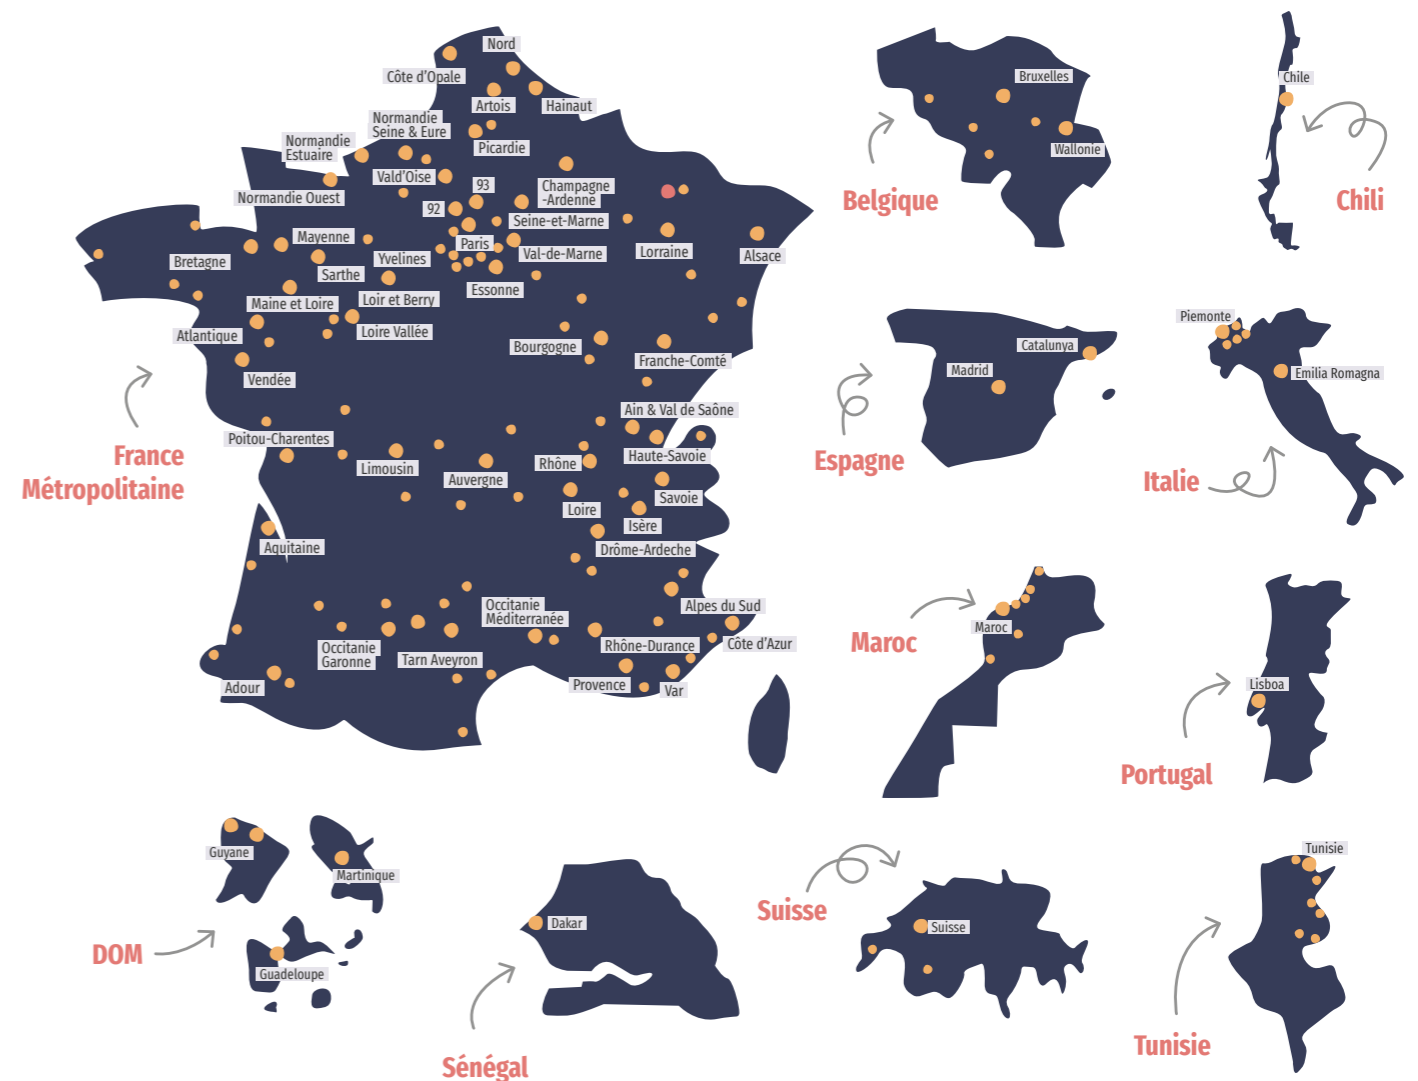 Nord
Côte d'Opale
Artois
Hainaut
Normandie
Seine & Eure
Picardie
Normandie
Estuaire
Vald'Oise
93
Champagne
-Ardenne
Normandie Ouest
92
Seine-et-Marne
Mayenne
Paris
Val-de-Marne
Lorraine
Alsace
Bretagne
Sarthe
Yvelines
Essonne
Maine et Loire
Loir et Berry
Atlantique
Loire Vallée
Bourgogne
Franche-Comté
Vendée
Ain & Val de Saône
Poitou-Charentes
Limousin
Auvergne
Rhône
Haute-Savoie
Savoie
Loire
Isère
Aquitaine
Drôme-Ardeche
Occitanie
Méditerranée
Alpes du Sud
Occitanie
Garonne
Tarn Aveyron
Rhône-Durance
Côte d'Azur
Adour
Provence
Var
France
Métropolitaine
Bruxelles
Wallonie
Belgique
Chile
Chili
Catalunya
Madrid
Espagne
Piemonte
Emilia Romagna
Italie
Maroc
Maroc
Lisboa
Portugal
Guyane
Martinique
Guadeloupe
DOM
Dakar
Sénégal
Suisse
Suisse
Tunisie
Tunisie